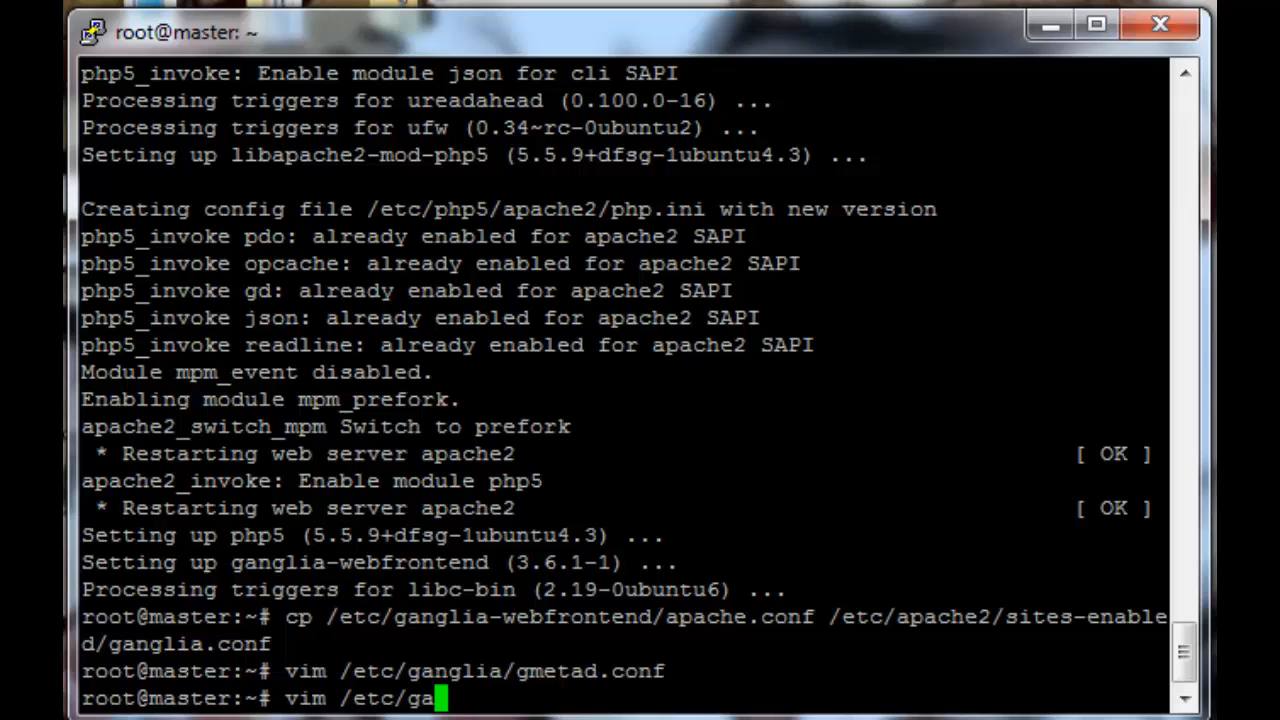 root@master: ~
php5_invoke: Enable module json for cli SAPI
Processing triggers for ureadahead (0.100.0-16) ...
Processing triggers for ufw (0.34~rc-0ubuntu2) ...
Setting up libapache2-mod-php5 (5.5.9+dfsg-1ubuntu4.3) ...
Creating config file /etc/php5/apache2/php.ini with new version
php5_invoke pdo: already enabled for apache2 SAPI
php5_invoke opcache: already enabled for apache2 SAPI
php5_invoke gd: already enabled for apache2 SAPI
php5_invoke json: already enabled for apache2 SAPI
php5_invoke readline: already enabled for apache2 SAPI
Module mpm_event disabled.
Enabling module mpm_prefork.
apache2_switch_mpm Switch to prefork
 * Restarting web server apache2 [ OK ]
apache2_invoke: Enable module php5
 * Restarting web server apache2 [ OK ]
Setting up php5 (5.5.9+dfsg-1ubuntu4.3) ...
Setting up ganglia-webfrontend (3.6.1-1) ...
Processing triggers for libc-bin (2.19-0ubuntu6) ...
root@master:~# cp /etc/ganglia-webfrontend/apache.conf /etc/apache2/sites-enable
d/ganglia.conf
root@master:~# vim /etc/ganglia/gmetad.conf
root@master:~# vim /etc/ga